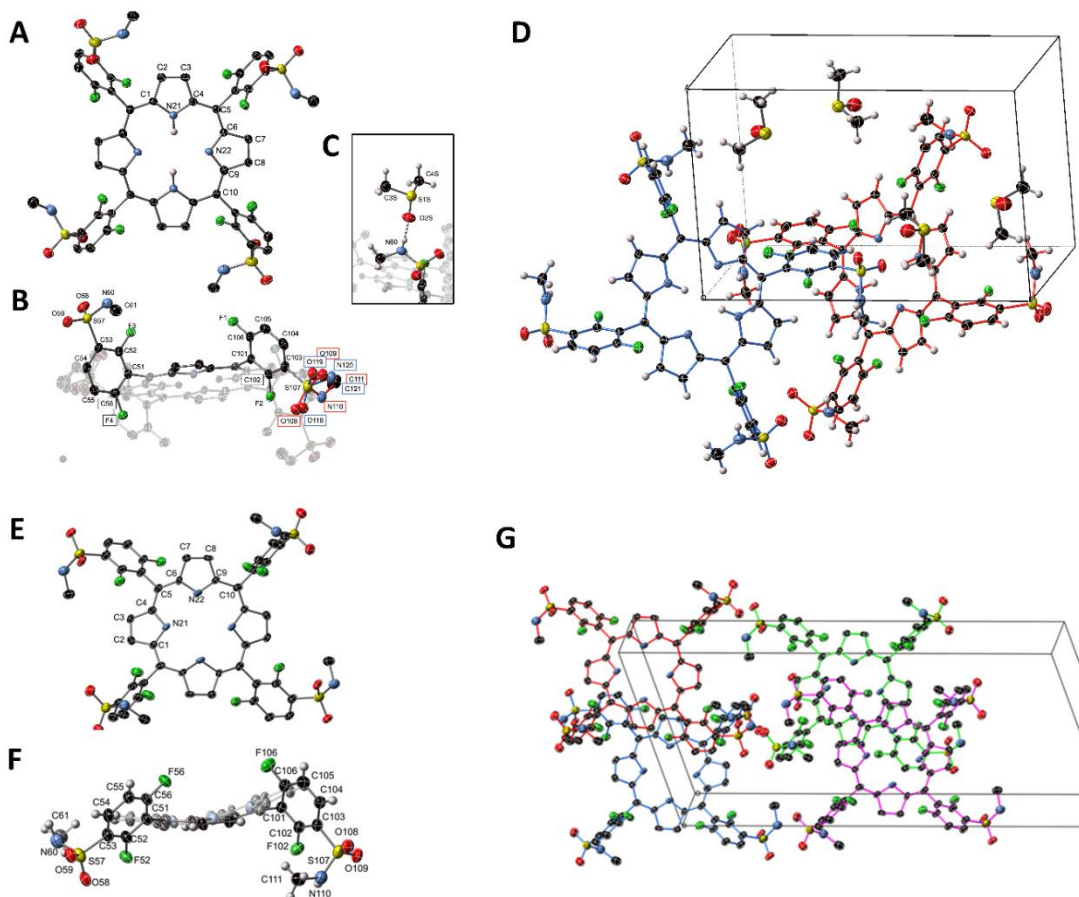 A
C2 C3
C1 C4
N21
C5
C6
C7
N22
C8
C9
C10
C
C4S
C3S S1S
O2S
N60
D
B
O58 N60
C61
O59
S57
F3
C53
C52
C54
C51
C55 C56
F4
F1
C105
C106 C104
C101
C103
C102
O109
O119
N120
S107
C111
C121
F2
N110
O108
O118
E
C7 C8
C6 C9
C5 C10
C4 N22
C3
N21
C2
C1
F
F56
C55
C56
C54
C51
C61
C52
C53
N60
F52
S57
O59
O58
F106
C106 C105
C104
C101
C102 C103
F102 O108
S107
O109
C111
N110
G